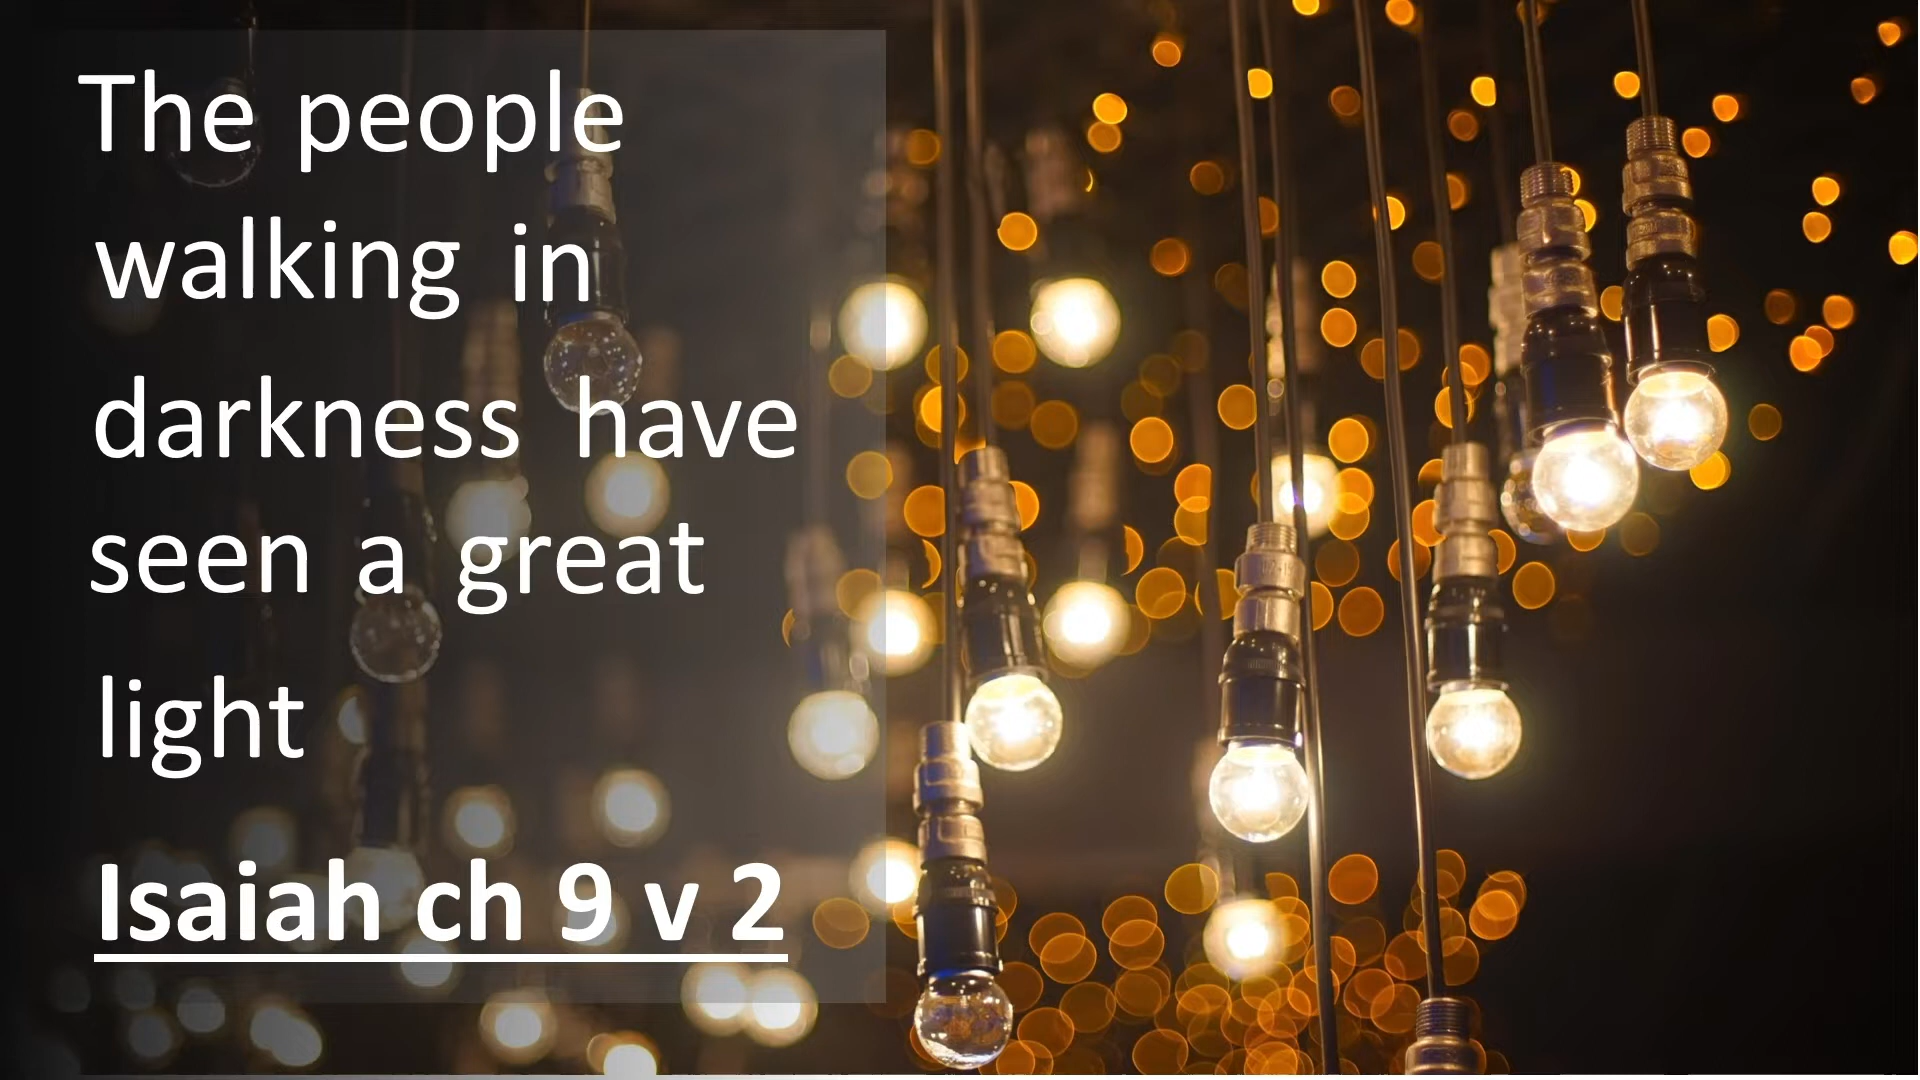 The people
walking in
darkness have
seen a great
light
Isaiah ch 9 v 2